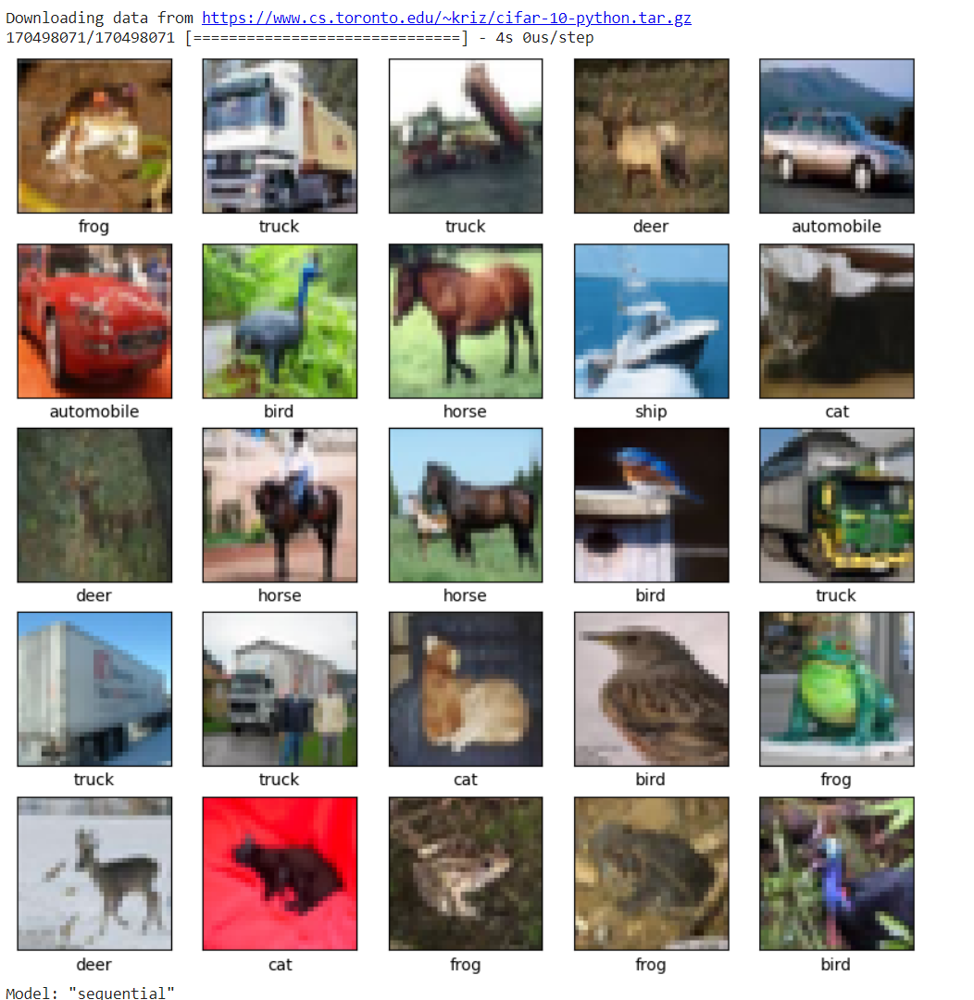 Downloading data from https://www.cs.toronto.edu/~kriz/cifar-10-python.tar.gz
170498071/170498071 [==============================] - 4s 0us/step
frog truck truck deer automobile
automobile bird horse ship cat
deer horse horse bird truck
truck truck cat bird frog
deer cat frog frog bird
Model: "sequential"